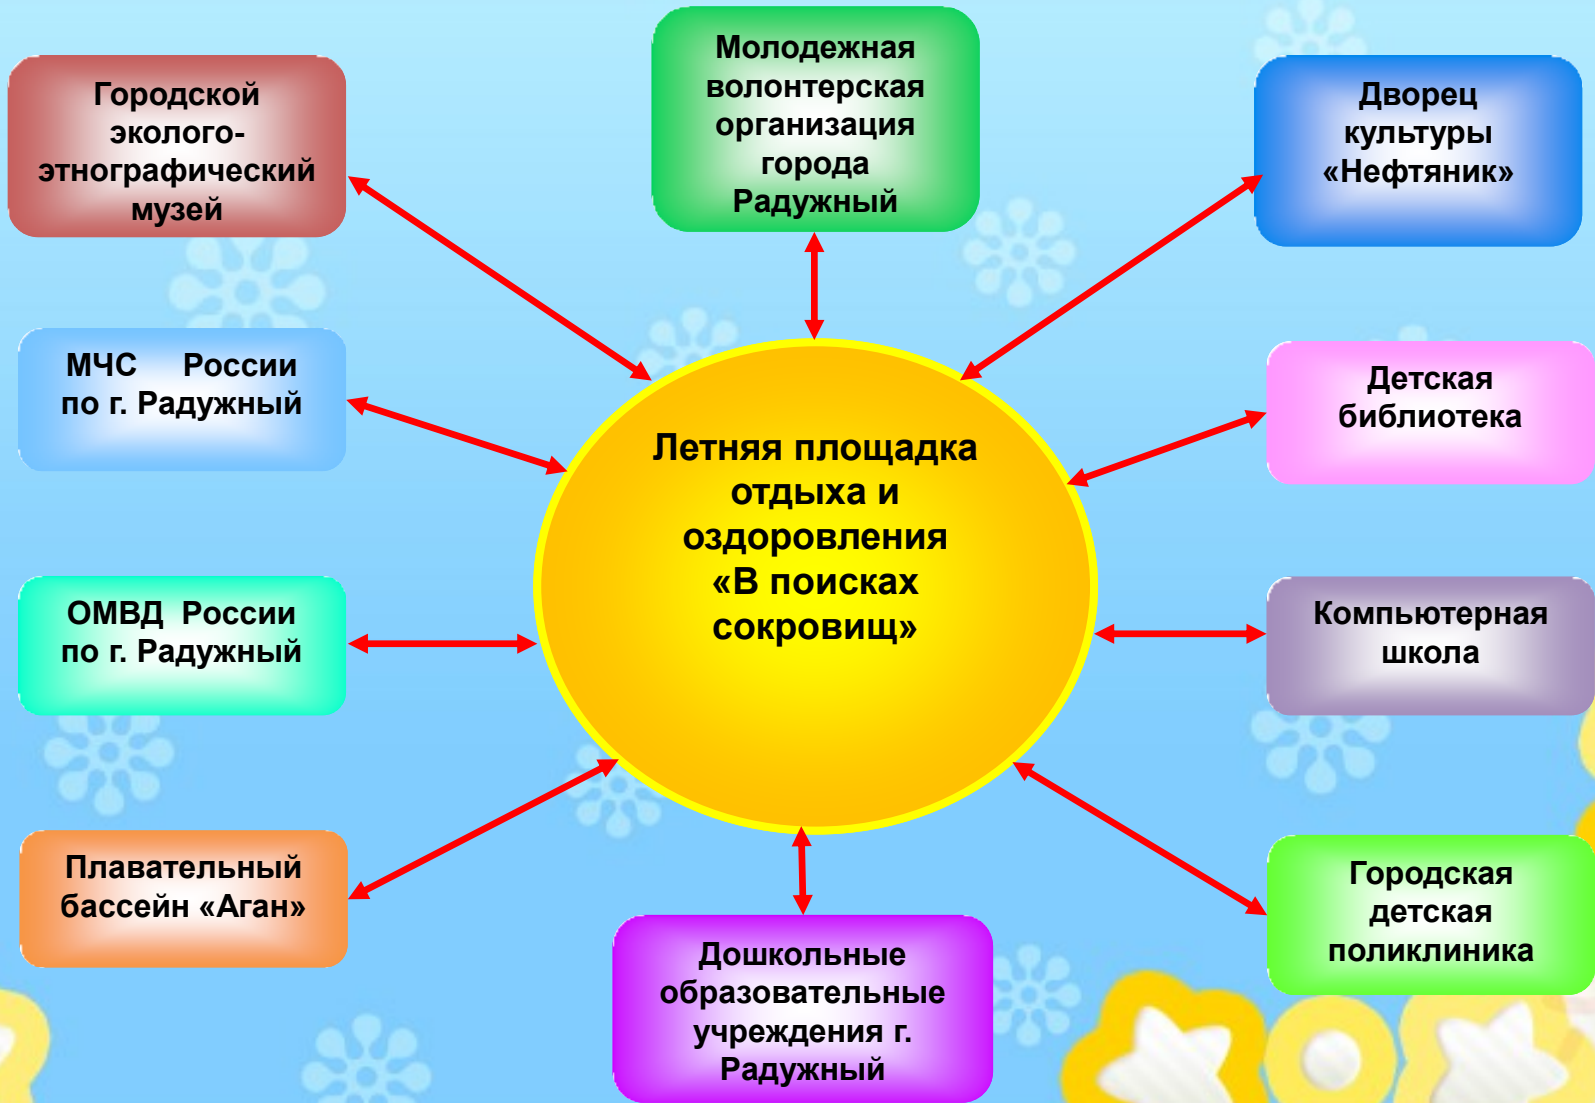 Городской
эколого-
этнографический
музей
Молодежная
волонтерская
организация
города
Радужный
Дворец
культуры
«Нефтяник»
МЧС России
по г. Радужный
Детская
библиотека
Летняя площадка
отдыха и
оздоровления
«В поисках
сокровищ»
ОМВД России
по г. Радужный
Компьютерная
школа
Плавательный
бассейн «Аган»
Городская
детская
поликлиника
Дошкольные
образовательные
учреждения г.
Радужный